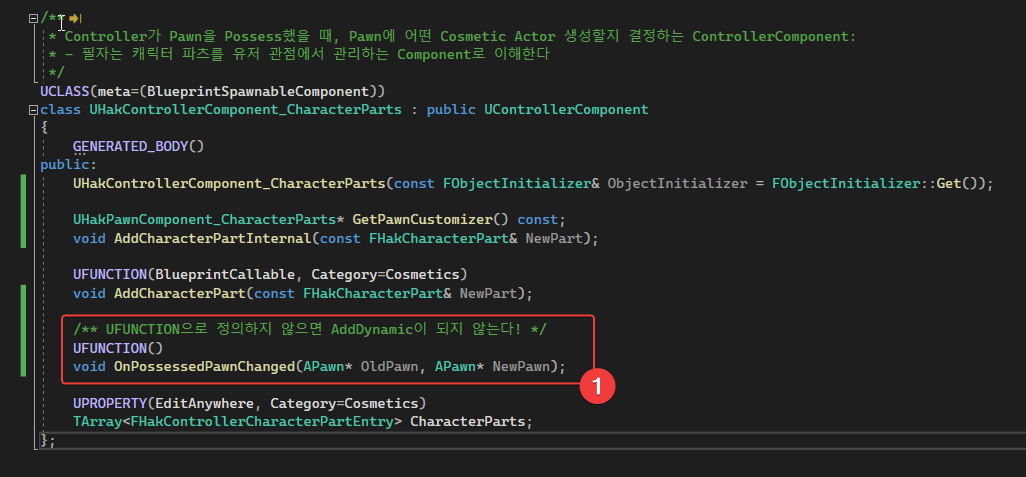 /**
* Controller가 Pawn을 Possess했을 때, Pawn에 어떤 Cosmetic Actor 생성할지 결정하는 ControllerComponent:
* - 필자는 캐릭터 파츠를 유저 관점에서 관리하는 Component로 이해한다
*/
UCLASS(meta=(BlueprintSpawnableComponent))
class UHakControllerComponent_CharacterParts : public UControllerComponent
{
GENERATED_BODY()
public:
UHakControllerComponent_CharacterParts(const FObjectInitializer& ObjectInitializer = FObjectInitializer::Get());
UHakPawnComponent_CharacterParts* GetPawnCustomizer() const;
void AddCharacterPartInternal(const FHakCharacterPart& NewPart);
UFUNCTION(BlueprintCallable, Category=Cosmetics)
void AddCharacterPart(const FHakCharacterPart& NewPart);
/** UFUNCTION으로 정의하지 않으면 AddDynamic이 되지 않는다! */
UFUNCTION()
void OnPossessedPawnChanged(APawn* OldPawn, APawn* NewPawn);
1
UPROPERTY(EditAnywhere, Category=Cosmetics)
TArray<FHakControllerCharacterPartEntry> CharacterParts;
};